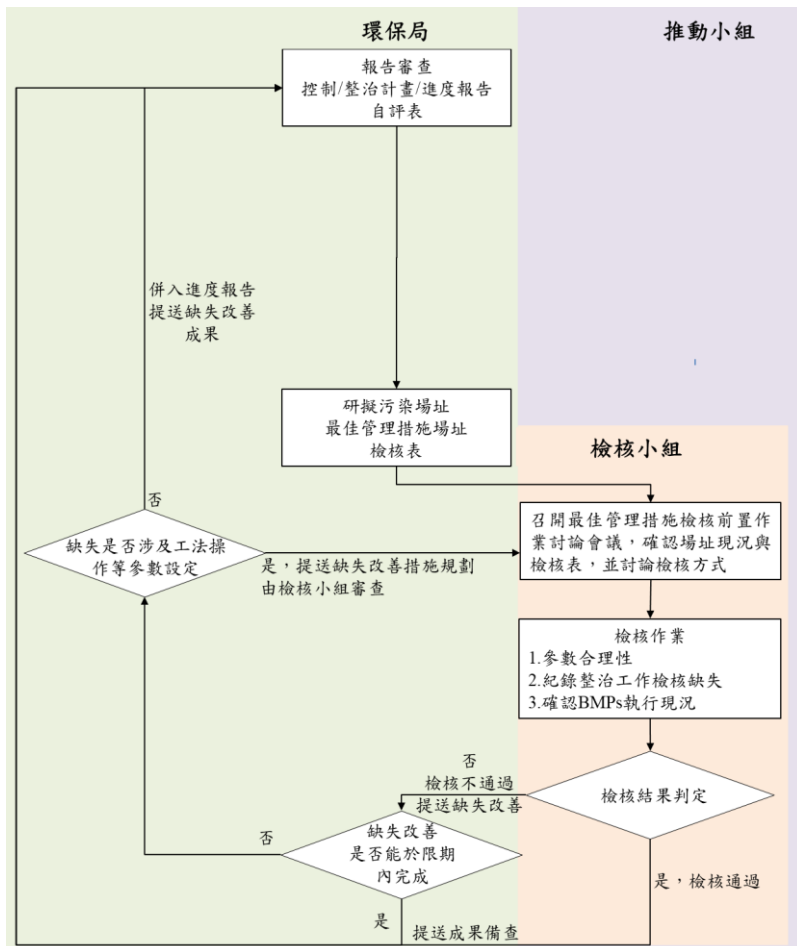 環保局
推動小組
報告審查
控制/整治計畫/進度報告
自評表
併入進度報告
提送缺失改善
成果
研擬污染場址
最佳管理措施場址
檢核表
檢核小組
否
召開最佳管理措施檢核前置作
業討論會議，確認場址現況與
檢核表，並討論檢核方式
缺失是否涉及工法操
作等參數設定
是，提送缺失改善措施規劃
由檢核小組審查
檢核作業
1.參數合理性
2.紀錄整治工作檢核缺失
3.確認BMPs執行現況
否
檢核不通過
提送缺失改善
檢核結果判定
否
缺失改善
是否能於限期
內完成
是，檢核通過
是
提送成果備查